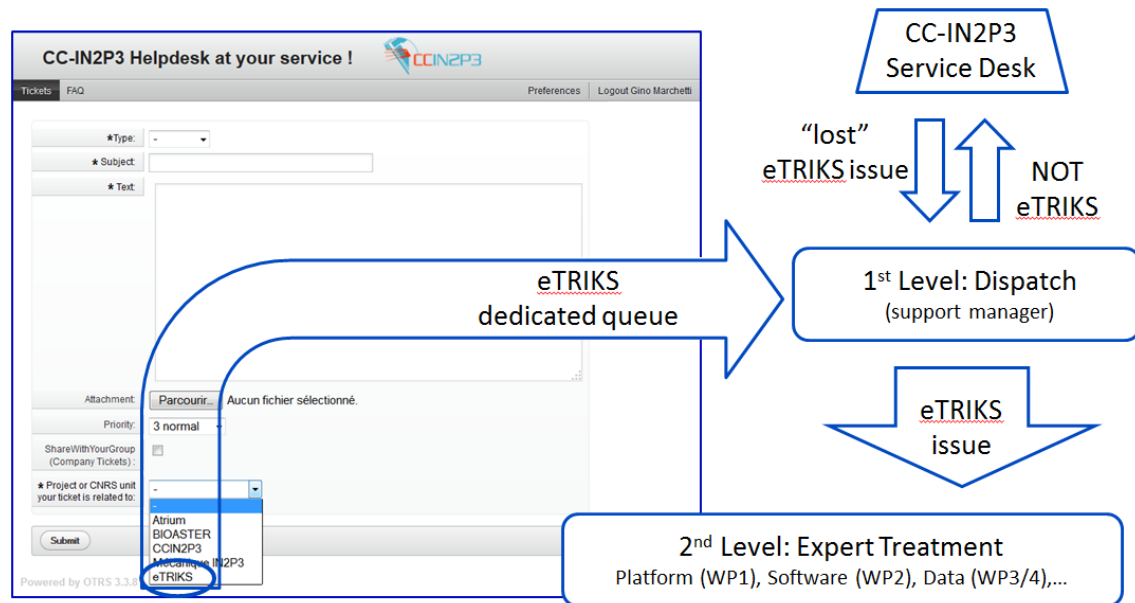 CC-IN2P3 Helpdesk at your service !
CCIN2P3
Tickets FAQ Preferences Logout Gino Marchetti
★Type: -
★ Subject:
★ Text:
Attachment: Parcourir... Aucun fichier sélectionné.
Priority: 3 normal
ShareWithYourGroup
(Company Tickets) :
★ Project or CNRS unit
your ticket is related to: -
-
Atrium
BIOASTER
CCIN2P3
Mécanique IN2P3
eTRIKS
Submit
Powered by OTRS 3.3.8
eTRIKS
dedicated queue
CC-IN2P3
Service Desk
“lost”
eTRIKS issue
NOT
eTRIKS
1st Level: Dispatch
(support manager)
eTRIKS
issue
2nd Level: Expert Treatment
Platform (WP1), Software (WP2), Data (WP3/4),...